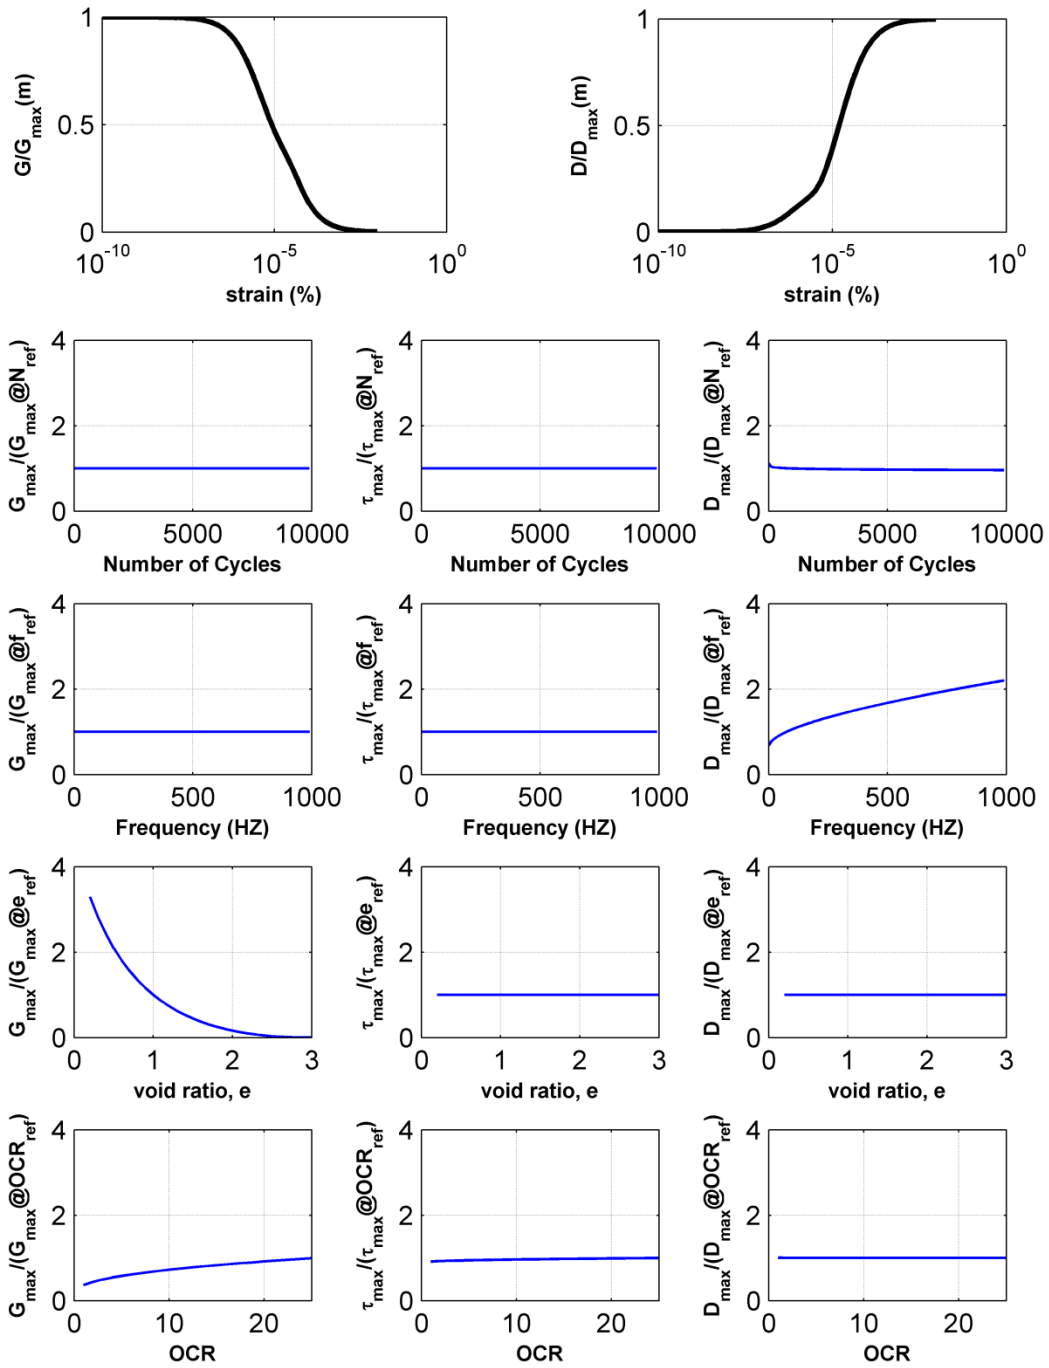 G/G_max(m)
1
0.5
0
10^-10 10^-5 10^0
strain (%)
D/D_max(m)
1
0.5
0
10^-10 10^-5 10^0
strain (%)
G_max/(G_max@N_ref)
4
2
0
0 5000 10000
Number of Cycles
τ_max/(τ_max@N_ref)
4
2
0
0 5000 10000
Number of Cycles
D_max/(D_max@N_ref)
4
2
0
0 5000 10000
Number of Cycles
G_max/(G_max@f_ref)
4
2
0
0 500 1000
Frequency (HZ)
τ_max/(τ_max@f_ref)
4
2
0
0 500 1000
Frequency (HZ)
D_max/(D_max@f_ref)
4
2
0
0 500 1000
Frequency (HZ)
G_max/(G_max@e_ref)
4
2
0
0 1 2 3
void ratio, e
τ_max/(τ_max@e_ref)
4
2
0
0 1 2 3
void ratio, e
D_max/(D_max@e_ref)
4
2
0
0 1 2 3
void ratio, e
G_max/(G_max@OCR_ref)
4
2
0
0 10 20
OCR
τ_max/(τ_max@OCR_ref)
4
2
0
0 10 20
OCR
D_max/(D_max@OCR_ref)
4
2
0
0 10 20
OCR